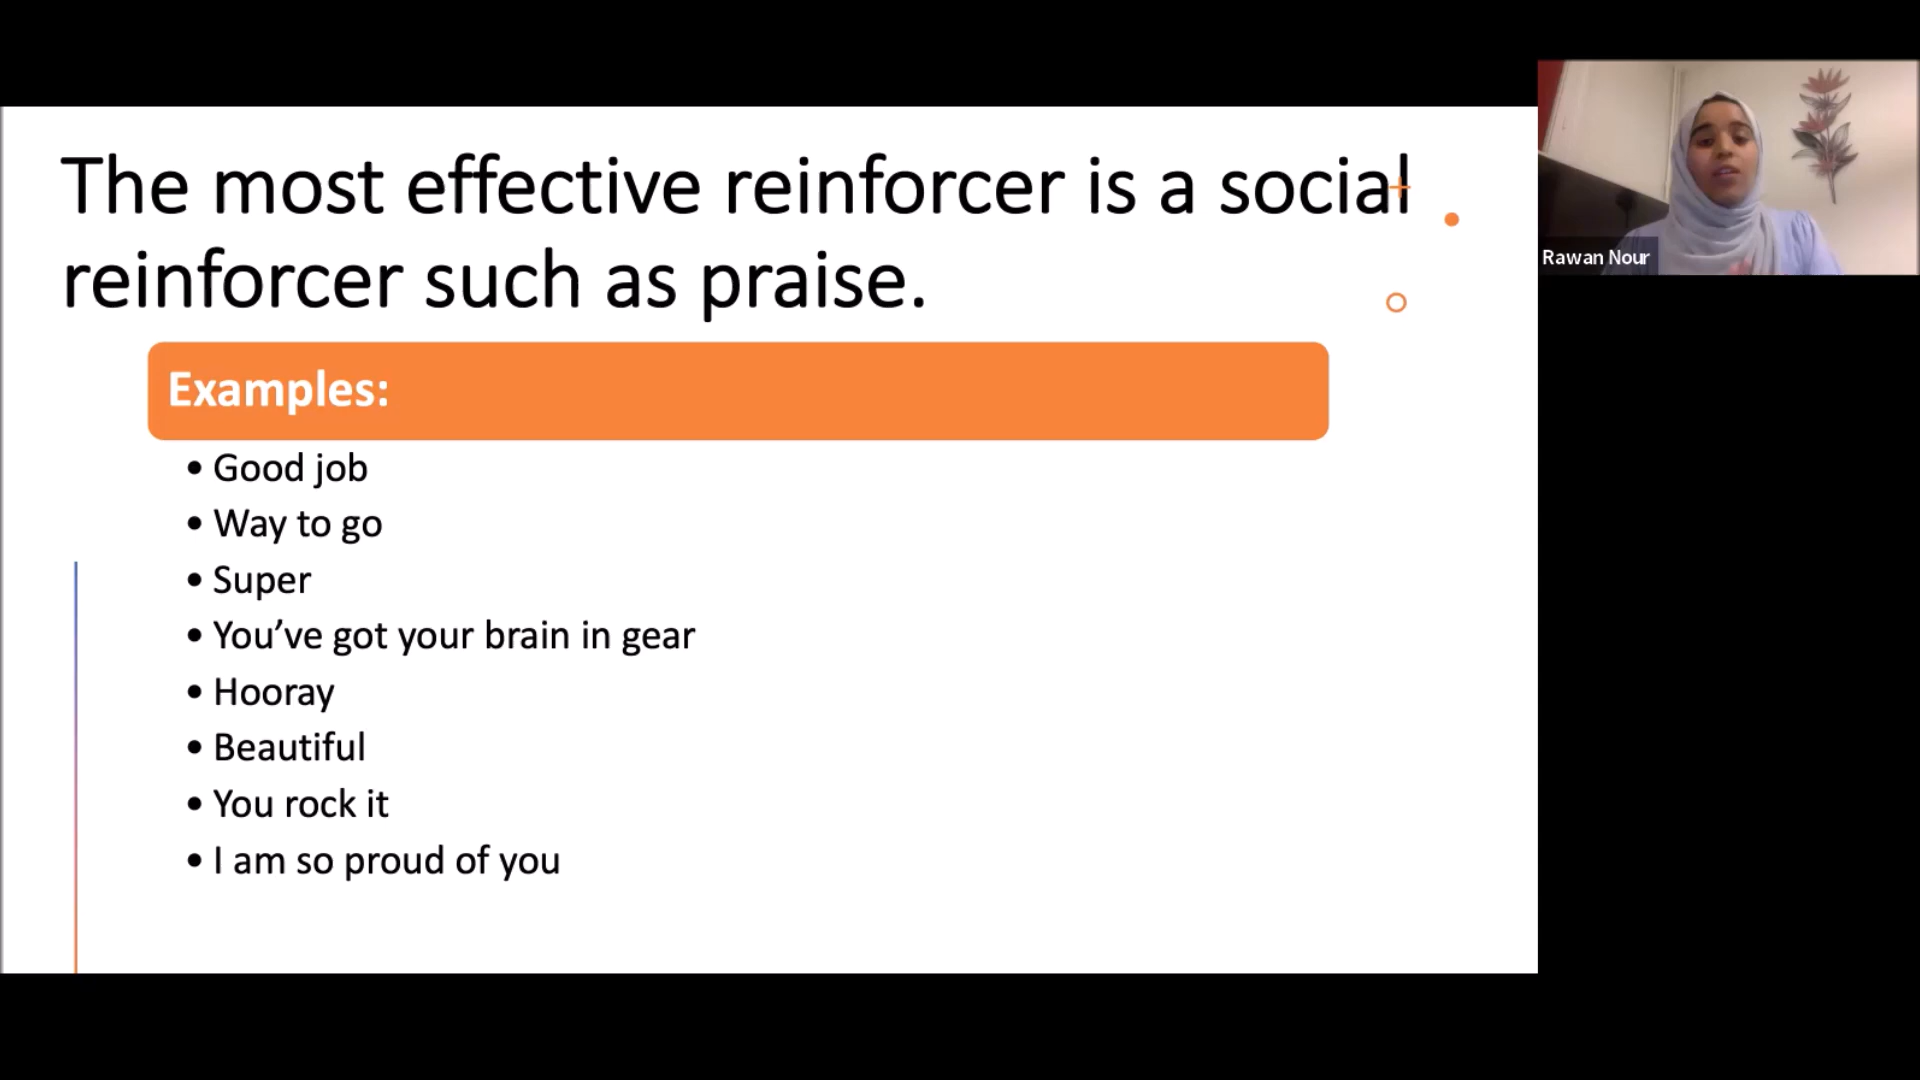 The most effective reinforcer is a social
reinforcer such as praise.
Examples:
• Good job
• Way to go
• Super
• You’ve got your brain in gear
• Hooray
• Beautiful
• You rock it
• I am so proud of you
Rawan Nour